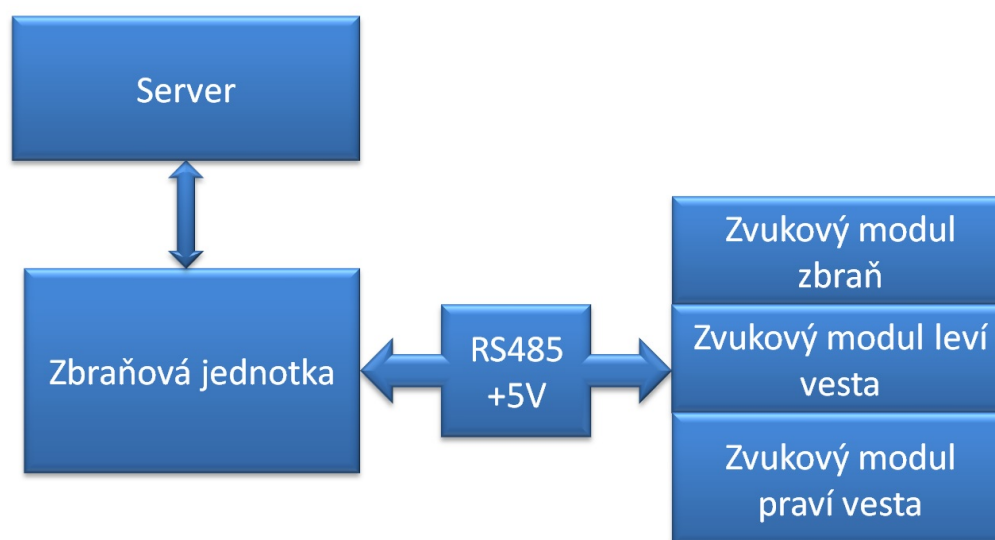 Server
Zbraňová jednotka
RS485
+5V
Zvukový modul
zbraň
Zvukový modul leví
vesta
Zvukový modul
praví vesta